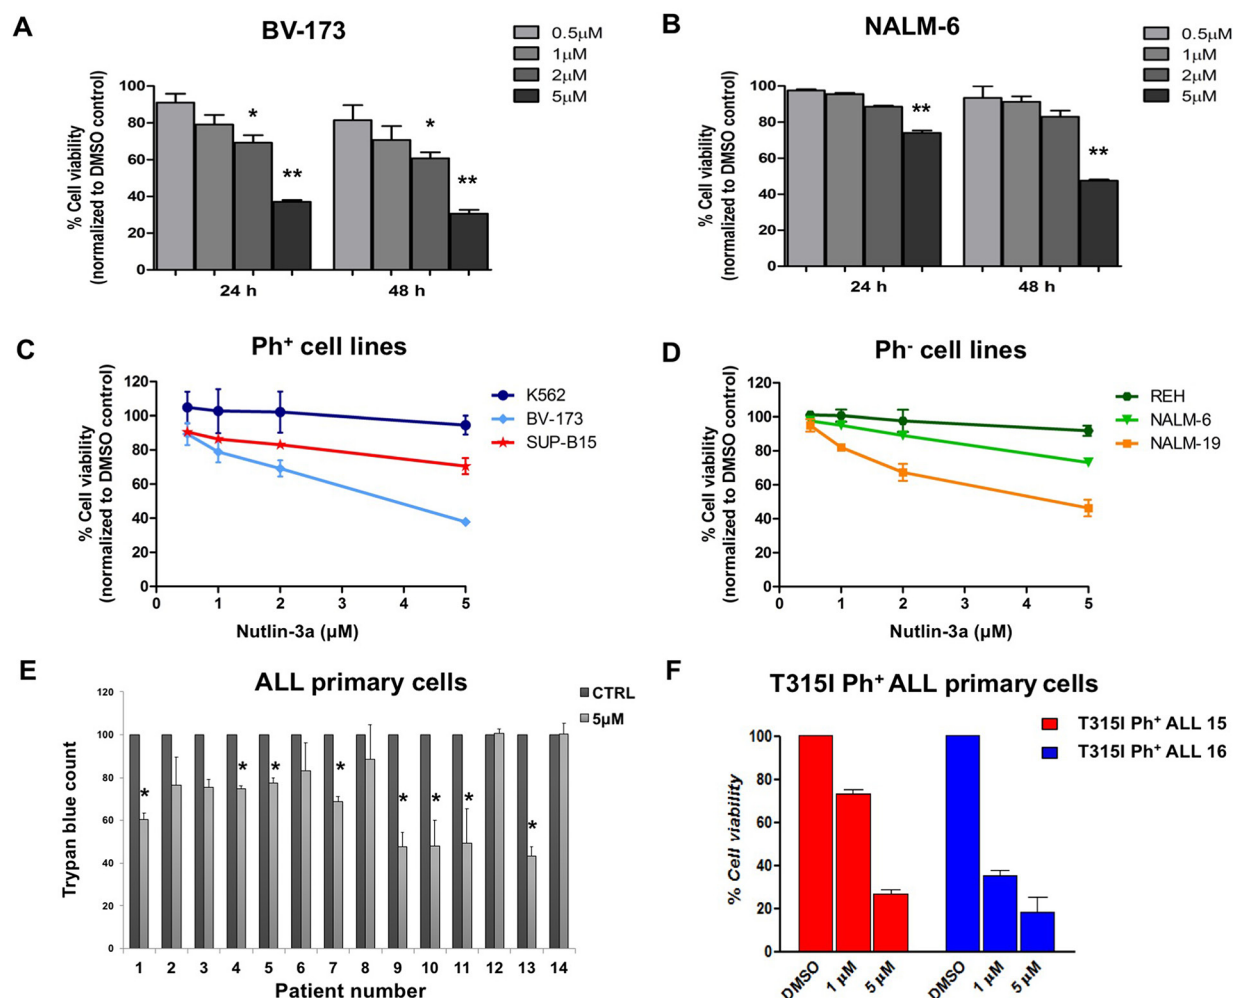 A
BV-173
0.5μM
1μM
2μM
5μM
% Cell viability
(normalized to DMSO control)
100
80
60
40
20
0
*
**
*
**
24 h
48 h
B
NALM-6
0.5μM
1μM
2μM
5μM
% Cell viability
(normalized to DMSO control)
100
80
60
40
20
0
**
**
24 h
48 h
C
Ph⁺ cell lines
% Cell viability
(normalized to DMSO control)
120
100
80
60
40
20
0
0 1 2 3 4 5
Nutlin-3a (μM)
K562
BV-173
SUP-B15
D
Ph⁻ cell lines
% Cell viability
(normalized to DMSO control)
120
100
80
60
40
20
0
0 1 2 3 4 5
Nutlin-3a (μM)
REH
NALM-6
NALM-19
E
ALL primary cells
CTRL
5μM
Trypan blue count
120
100
80
60
40
20
0
* * * * * * * *
1 2 3 4 5 6 7 8 9 10 11 12 13 14
Patient number
F
T315I Ph⁺ ALL primary cells
T315I Ph⁺ ALL 15
T315I Ph⁺ ALL 16
% Cell viability
100
80
60
40
20
0
DMSO 1 μM 5 μM DMSO 1 μM 5 μM